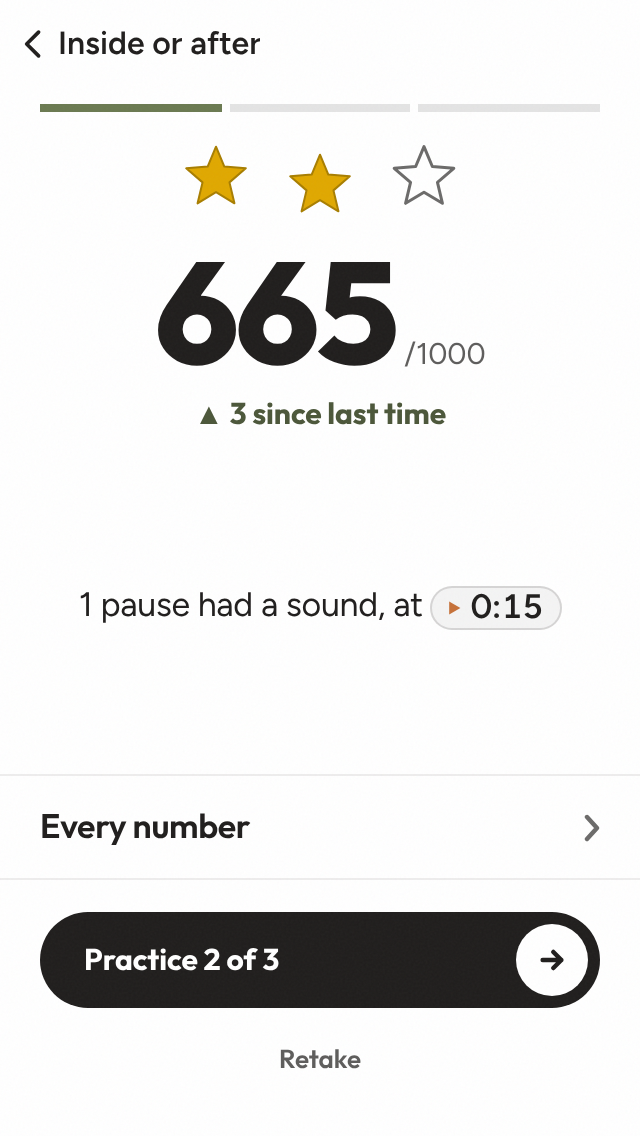 Inside or after
665/1000
▲ 3 since last time
1 pause had a sound, at ▶ 0:15
Every number
Practice 2 of 3
Retake